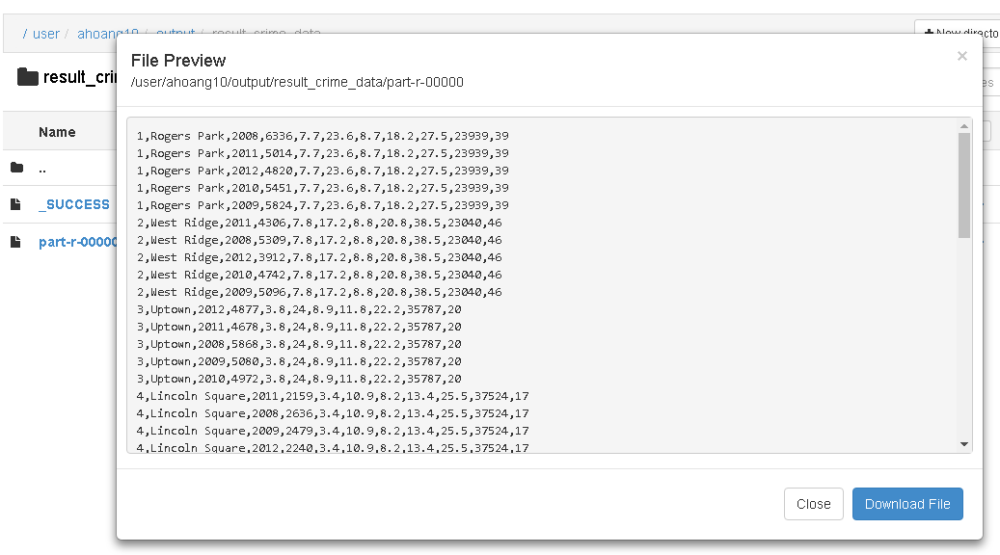 / user / ahoang10 / output / result_crime_data
New directo
result_cri
es
File Preview
×
/user/ahoang10/output/result_crime_data/part-r-00000
Name
..
_SUCCESS
part-r-00000
1,Rogers Park,2008,6336,7.7,23.6,8.7,18.2,27.5,23939,39
1,Rogers Park,2011,5014,7.7,23.6,8.7,18.2,27.5,23939,39
1,Rogers Park,2012,4820,7.7,23.6,8.7,18.2,27.5,23939,39
1,Rogers Park,2010,5451,7.7,23.6,8.7,18.2,27.5,23939,39
1,Rogers Park,2009,5824,7.7,23.6,8.7,18.2,27.5,23939,39
2,West Ridge,2011,4306,7.8,17.2,8.8,20.8,38.5,23040,46
2,West Ridge,2008,5309,7.8,17.2,8.8,20.8,38.5,23040,46
2,West Ridge,2012,3912,7.8,17.2,8.8,20.8,38.5,23040,46
2,West Ridge,2010,4742,7.8,17.2,8.8,20.8,38.5,23040,46
2,West Ridge,2009,5096,7.8,17.2,8.8,20.8,38.5,23040,46
3,Uptown,2012,4877,3.8,24,8.9,11.8,22.2,35787,20
3,Uptown,2011,4678,3.8,24,8.9,11.8,22.2,35787,20
3,Uptown,2008,5868,3.8,24,8.9,11.8,22.2,35787,20
3,Uptown,2009,5080,3.8,24,8.9,11.8,22.2,35787,20
3,Uptown,2010,4972,3.8,24,8.9,11.8,22.2,35787,20
4,Lincoln Square,2011,2159,3.4,10.9,8.2,13.4,25.5,37524,17
4,Lincoln Square,2008,2636,3.4,10.9,8.2,13.4,25.5,37524,17
4,Lincoln Square,2009,2479,3.4,10.9,8.2,13.4,25.5,37524,17
4,Lincoln Square,2012,2240,3.4,10.9,8.2,13.4,25.5,37524,17
Close
Download File